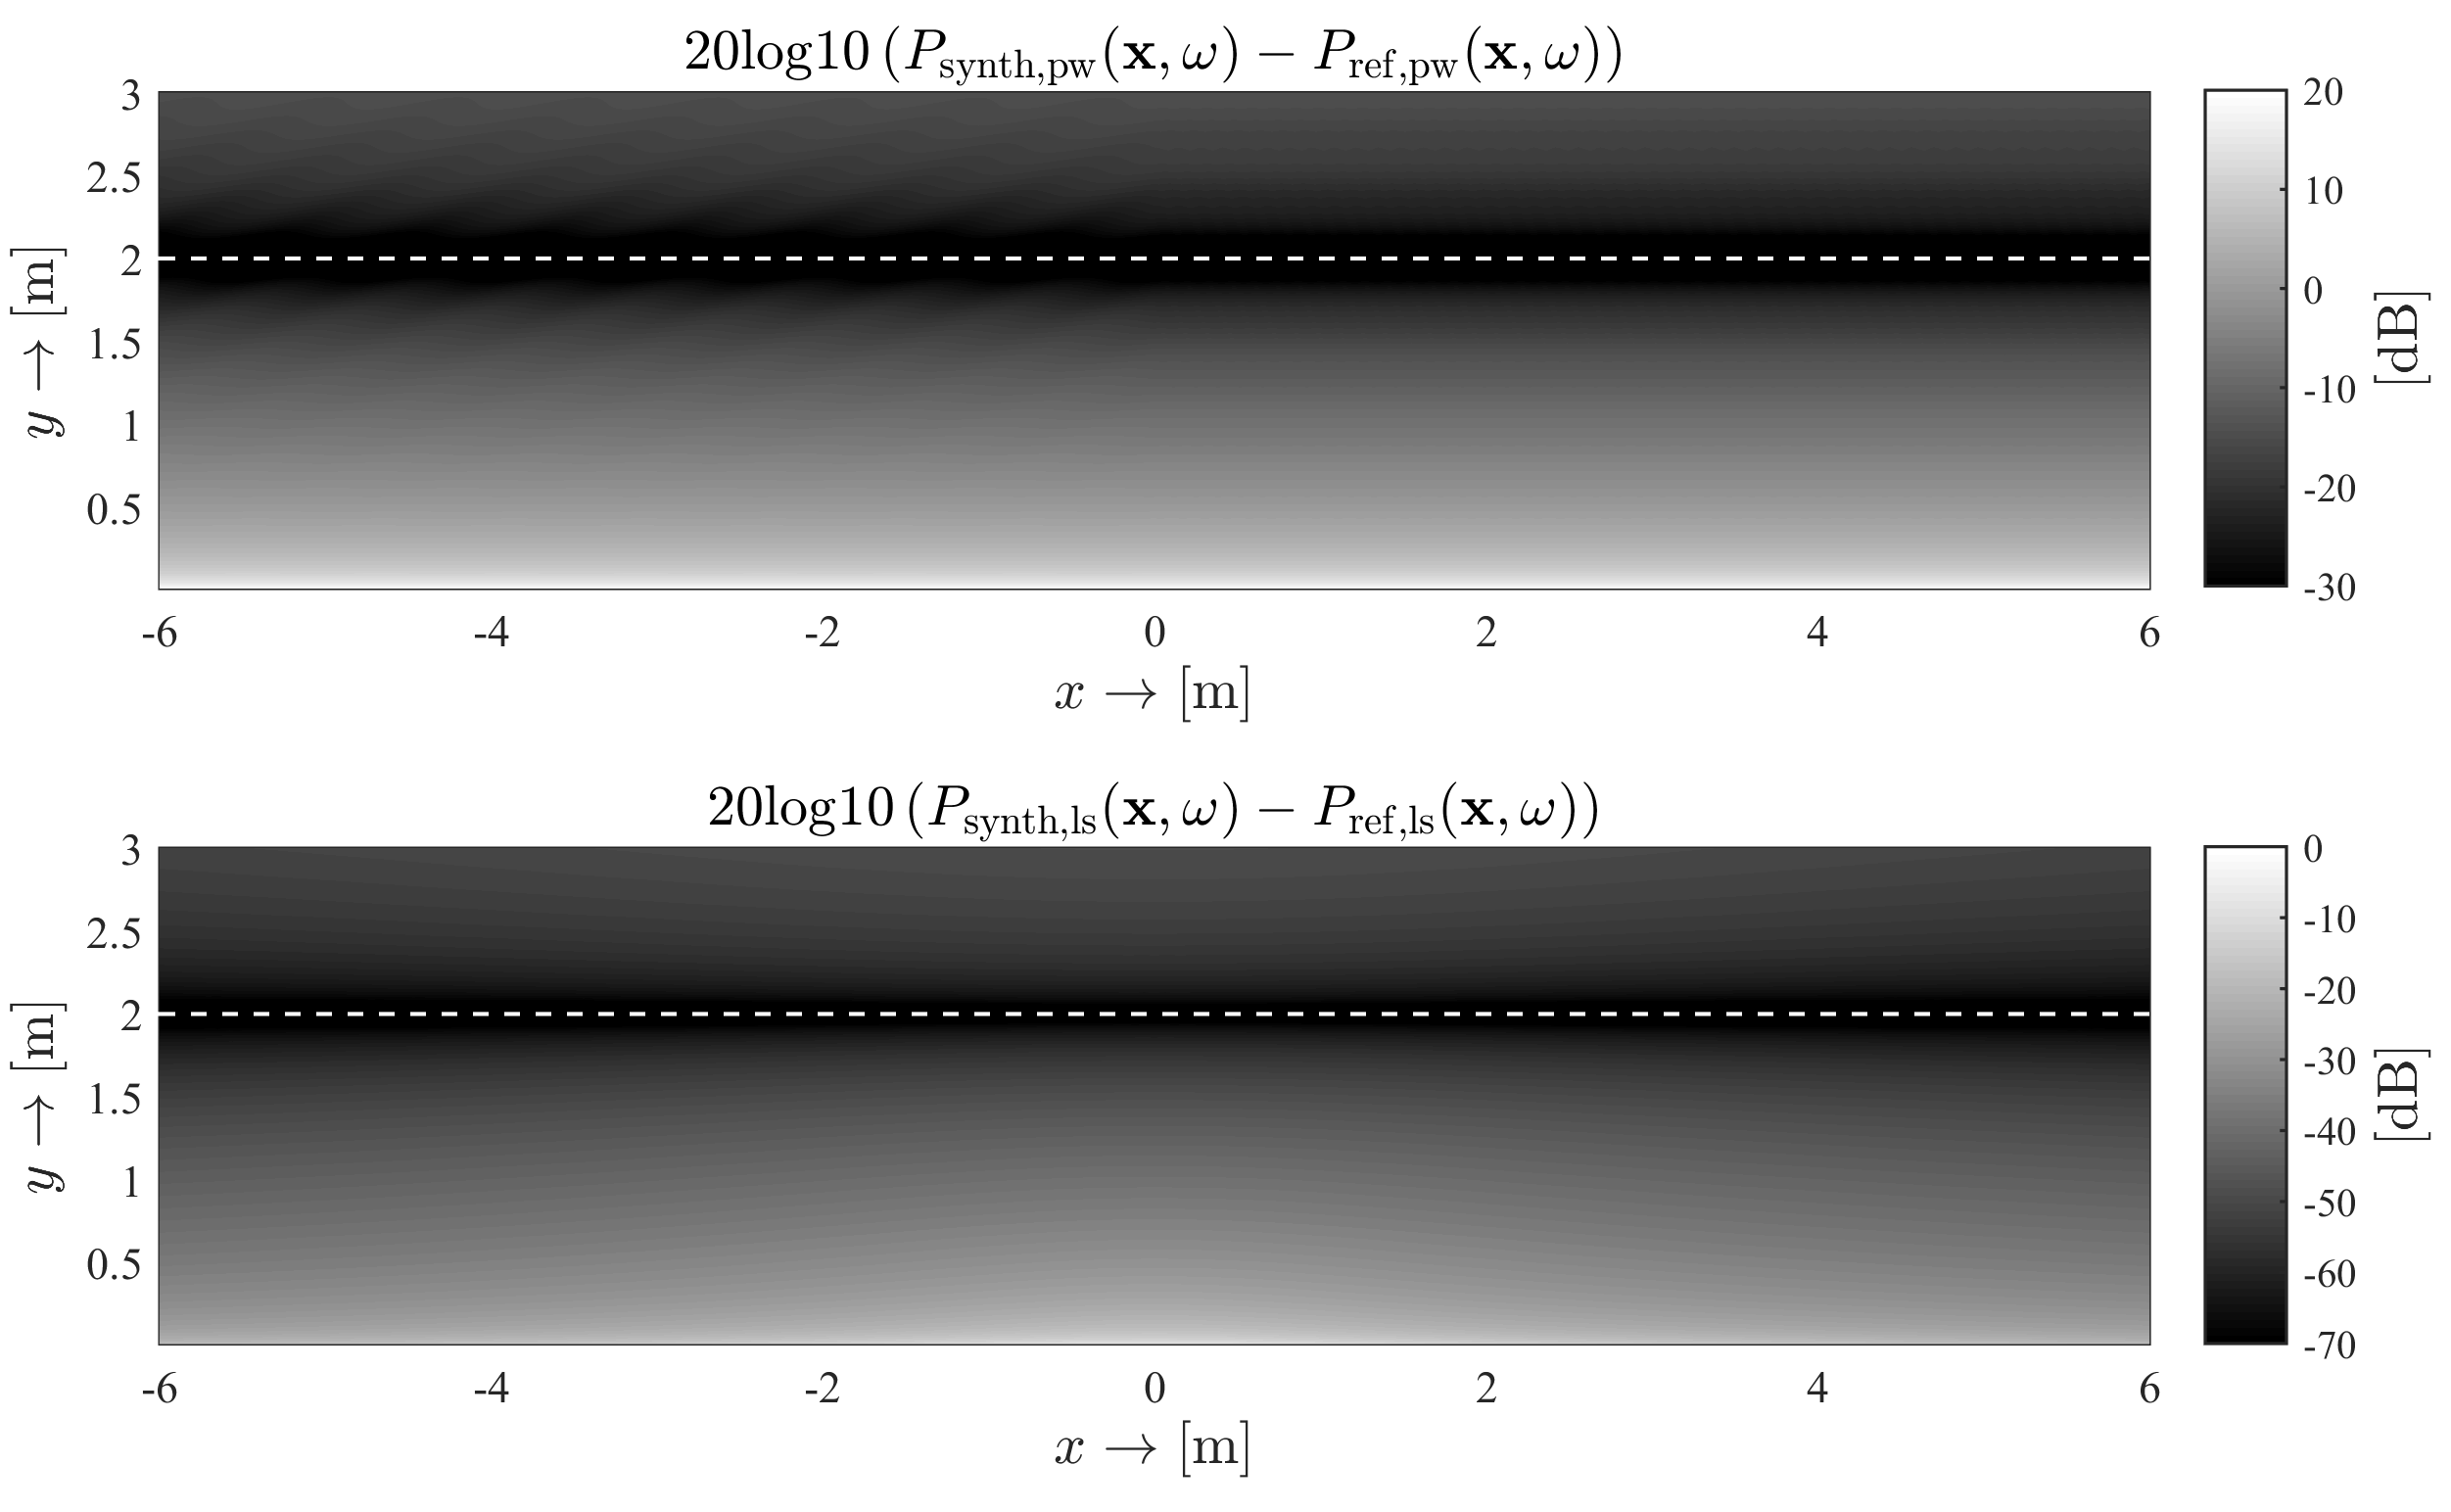 20log10 (P_synth,pw(x, ω) − P_ref,pw(x, ω))
3
2.5
2
1.5
1
0.5
y → [m]
-6 -4 -2 0 2 4 6
x → [m]
20
10
0
-10
-20
-30
[dB]
20log10 (P_synth,ls(x, ω) − P_ref,ls(x, ω))
3
2.5
2
1.5
1
0.5
y → [m]
-6 -4 -2 0 2 4 6
x → [m]
0
-10
-20
-30
-40
-50
-60
-70
[dB]